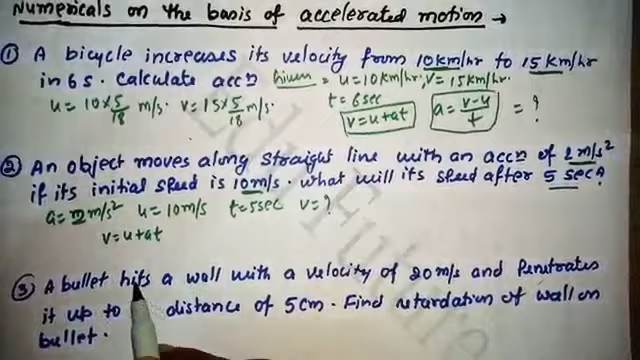 Numericals on the basis of accelerated motion →
① A bicycle increases its velocity from 10km/hr to 15km/hr
in 6s. Calculate accn Given - u=10km/hr, v=15km/hr.
u = 10×5/18 m/s. v=15×5/18 m/s. t=6sec v=u+at a=v-u/t = ?
② An object moves along straight line with an accn of 2m/s²
if its initial speed is 10m/s. What will its speed after 5 sec?
a=2m/s² u=10m/s t=5sec v=?
v=u+at
③ A bullet hits a wall with a velocity of 20m/s and Penetrates
it up to distance of 5cm. Find retardation of wall on
bullet.
Edu Future